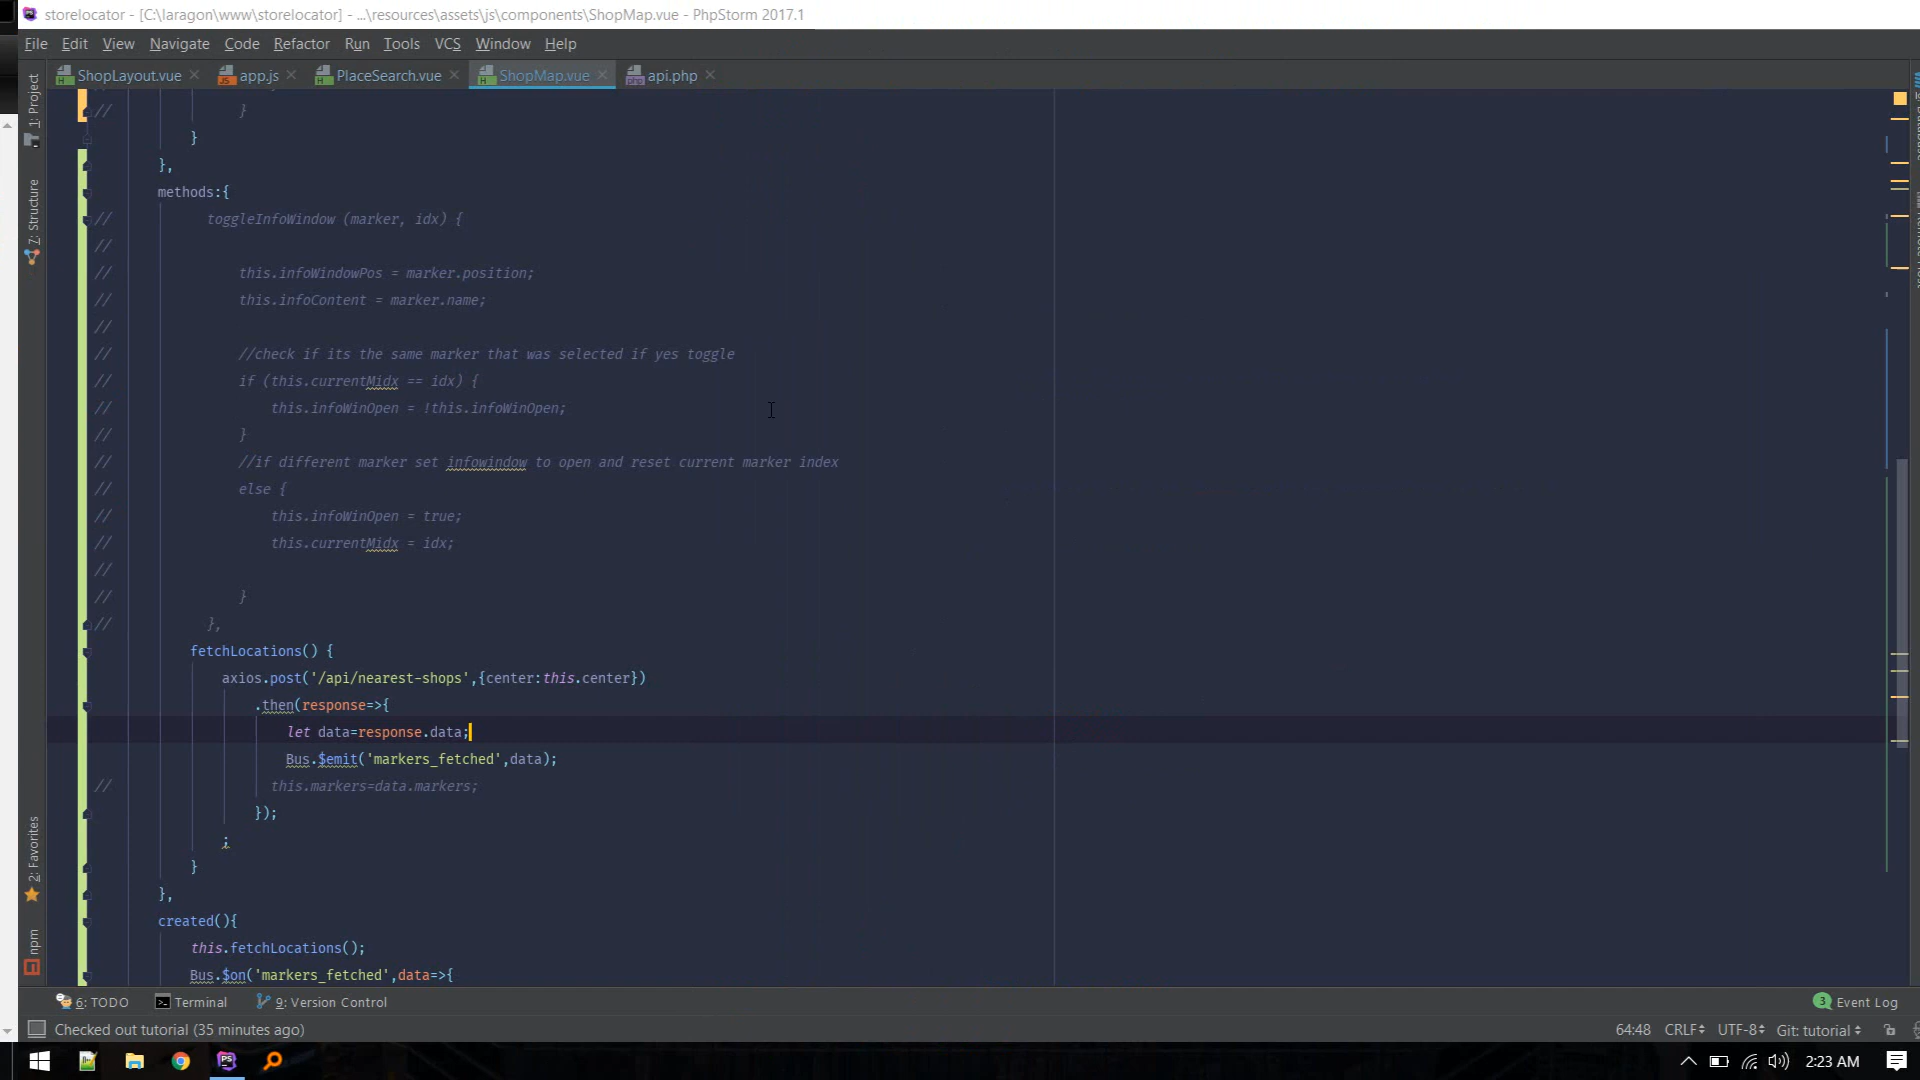 storelocator - [C:\laragon\www\storelocator] - ...\resources\assets\js\components\ShopMap.vue - PhpStorm 2017.1
File Edit View Navigate Code Refactor Run Tools VCS Window Help
ShopLayout.vue app.js PlaceSearch.vue ShopMap.vue api.php
1: Project
7: Structure
2: Favorites
npm
// }
}
},
methods:{
// toggleInfoWindow (marker, idx) {
//
// this.infoWindowPos = marker.position;
// this.infoContent = marker.name;
//
// //check if its the same marker that was selected if yes toggle
// if (this.currentMidx == idx) {
// this.infoWinOpen = !this.infoWinOpen;
// }
// //if different marker set infowindow to open and reset current marker index
// else {
// this.infoWinOpen = true;
// this.currentMidx = idx;
//
// }
// },
fetchLocations() {
axios.post('/api/nearest-shops',{center:this.center})
.then(response=>{
let data=response.data;
Bus.$emit('markers_fetched',data);
// this.markers=data.markers;
});
;
}
},
created(){
this.fetchLocations();
Bus.$on('markers_fetched',data=>{
6: TODO Terminal 9: Version Control 3 Event Log
Checked out tutorial (35 minutes ago) 64:48 CRLF UTF-8 Git: tutorial
PS 2:23 AM